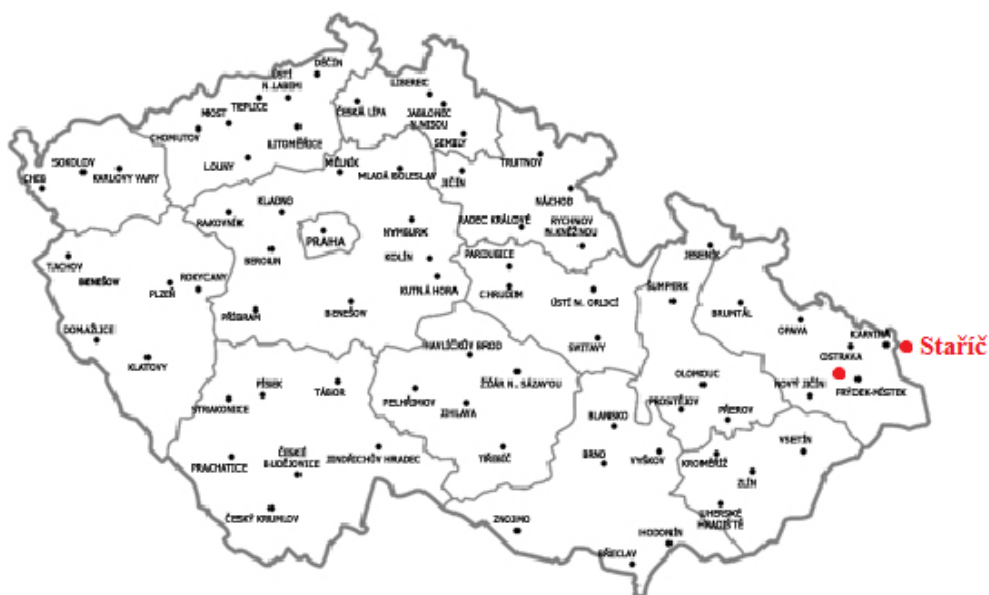 DĚČÍN
ÚSTÍ
N. LABEM
TEPLICE
MOST
CHOMUTOV
LITOMĚŘICE
LOUNY
LIBEREC
ČESKÁ LÍPA
JABLONEC
N.NISOU
SEMILY
TRUTNOV
SOKOLOV
CHEB
KARLOVY VARY
MĚLNÍK
MLADÁ BOLESLAV
JIČÍN
NÁCHOD
KLADNO
RAKOVNÍK
PRAHA
NYMBURK
RADEC KRÁLOVÉ
RYCHNOV
N.KNĚŽNOU
BEROUN
KOLÍN
PARDUBICE
JESENÍK
TACHOV
BENEŠOW
ROKYCANY
PLZEŇ
KUTNÁ HORA
CHRUDIM
ÚSTÍ N. ORLICÍ
ŠUMPERK
BRUNTÁL
PŘÍBRAM
BENEŠOV
OPAVA
KARVINÁ
Staříč
DOMAŽLICE
KLATOVY
HAVLÍČKŮV BROD
SVITAVY
OSTRAVA
ŽĎÁR N. SÁZAVOU
OLOMOUC
NOVÝ JIČÍN
FRÝDEK-MÍSTEK
STRAKONICE
PÍSEK
TÁBOR
PELHŘIMOV
JIHLAVA
BLANSKO
PROSTĚJOV
PŘEROV
VSETÍN
PRACHATICE
ČESKÉ
BUDĚJOVICE
JINDŘICHŮV HRADEC
TŘEBÍČ
BRNO
VYŠKOV
KROMĚŘÍŽ
ZLÍN
ČESKÝ KRUMLOV
ZNOJMO
UHERSKÉ
HRADIŠTĚ
HODONÍN
BŘECLAV